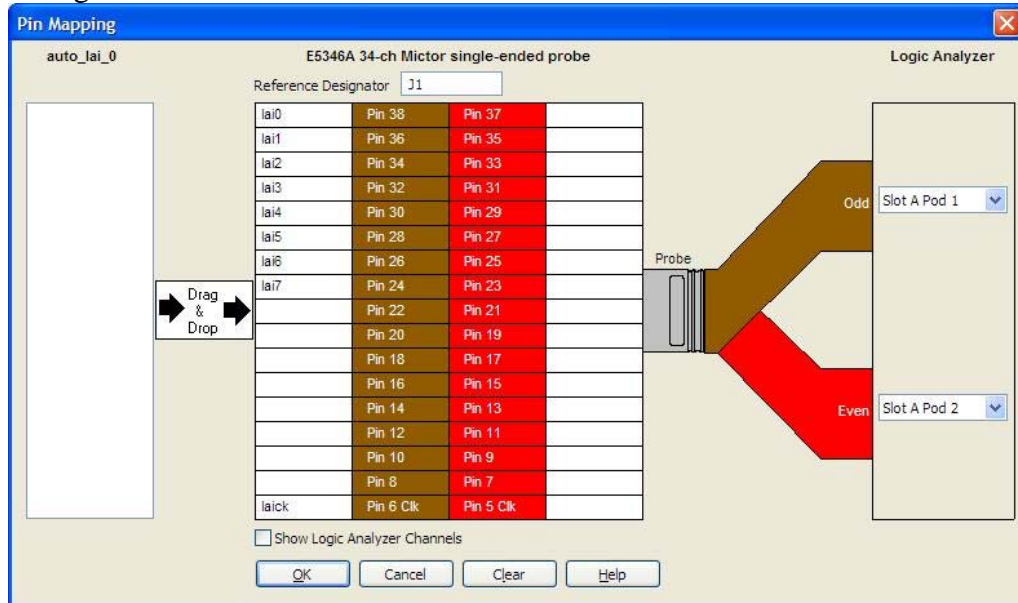 Pin Mapping
auto_lai_0 E5346A 34-ch Mictor single-ended probe Logic Analyzer
Reference Designator J1
lai0 Pin 38 Pin 37
lai1 Pin 36 Pin 35
lai2 Pin 34 Pin 33
lai3 Pin 32 Pin 31
lai4 Pin 30 Pin 29
lai5 Pin 28 Pin 27
lai6 Pin 26 Pin 25
lai7 Pin 24 Pin 23
Pin 22 Pin 21
Pin 20 Pin 19
Pin 18 Pin 17
Pin 16 Pin 15
Pin 14 Pin 13
Pin 12 Pin 11
Pin 10 Pin 9
Pin 8 Pin 7
laick Pin 6 Clk Pin 5 Clk
Drag
&
Drop
Probe
Odd Slot A Pod 1
Even Slot A Pod 2
Show Logic Analyzer Channels
OK Cancel Clear Help